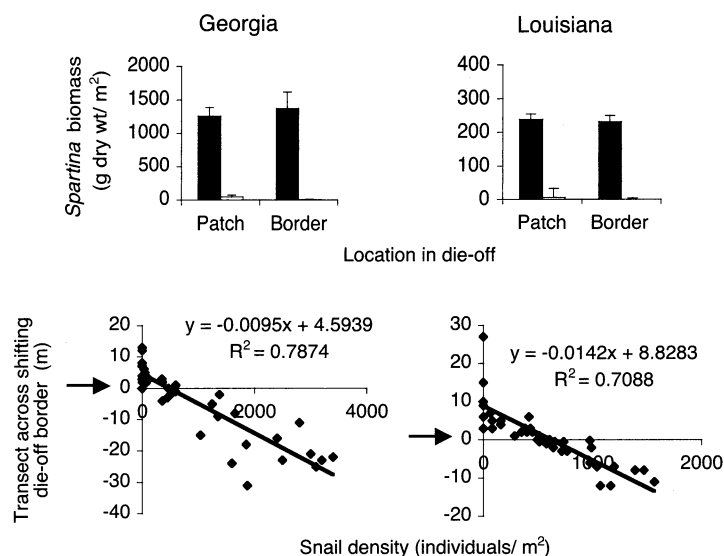 Georgia
Louisiana
Spartina biomass
(g dry wt/ m²)
2000
1500
1000
500
0
Patch Border
400
300
200
100
0
Patch Border
Location in die-off
Transect across shifting
die-off border (m)
20
10
0
-10
-20
-30
-40
0 2000 4000
y = -0.0095x + 4.5939
R² = 0.7874
30
20
10
0
-10
-20
0 1000 2000
y = -0.0142x + 8.8283
R² = 0.7088
Snail density (individuals/ m²)